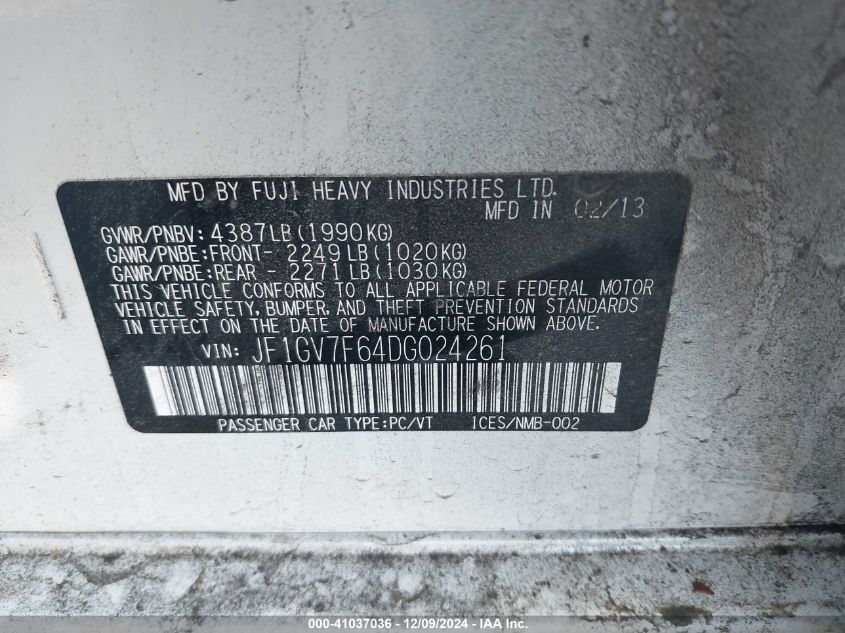 MFD BY FUJI HEAVY INDUSTRIES LTD.
MFD IN 02/13
GVWR/PNBV: 4387LB(1990KG)
GAWR/PNBE:FRONT- 2249LB(1020KG)
GAWR/PNBE:REAR - 2271LB(1030KG)
THIS VEHICLE CONFORMS TO ALL APPLICABLE FEDERAL MOTOR
VEHICLE SAFETY, BUMPER, AND THEFT PREVENTION STANDARDS
IN EFFECT ON THE DATE OF MANUFACTURE SHOWN ABOVE.
VIN: JF1GV7F64DG024261
PASSENGER CAR TYPE:PC/VT ICES/NMB-002
000-41037036 - 12/09/2024 - © IAA, Inc.